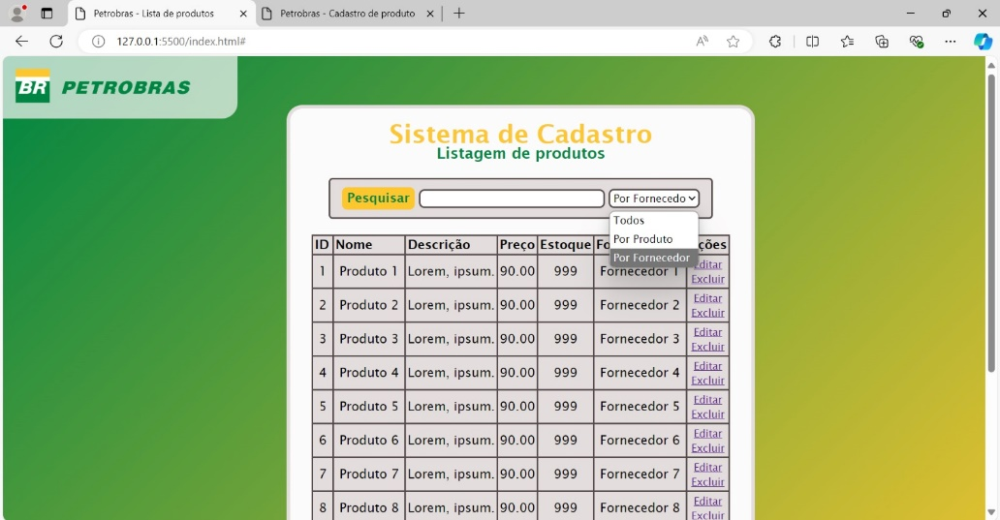 Petrobras - Lista de produtos
Petrobras - Cadastro de produto
127.0.0.1:5500/index.html#
BR PETROBRAS
Sistema de Cadastro
Listagem de produtos
Pesquisar Por Fornecedo
Todos
Por Produto
Por Fornecedor
ID Nome Descrição Preço Estoque Fo ções
1 Produto 1 Lorem, ipsum. 90.00 999 Fornecedor 1 Editar
Excluir
2 Produto 2 Lorem, ipsum. 90.00 999 Fornecedor 2 Editar
Excluir
3 Produto 3 Lorem, ipsum. 90.00 999 Fornecedor 3 Editar
Excluir
4 Produto 4 Lorem, ipsum. 90.00 999 Fornecedor 4 Editar
Excluir
5 Produto 5 Lorem, ipsum. 90.00 999 Fornecedor 5 Editar
Excluir
6 Produto 6 Lorem, ipsum. 90.00 999 Fornecedor 6 Editar
Excluir
7 Produto 7 Lorem, ipsum. 90.00 999 Fornecedor 7 Editar
Excluir
8 Produto 8 Lorem, ipsum. 90.00 999 Fornecedor 8 Editar
Excluir